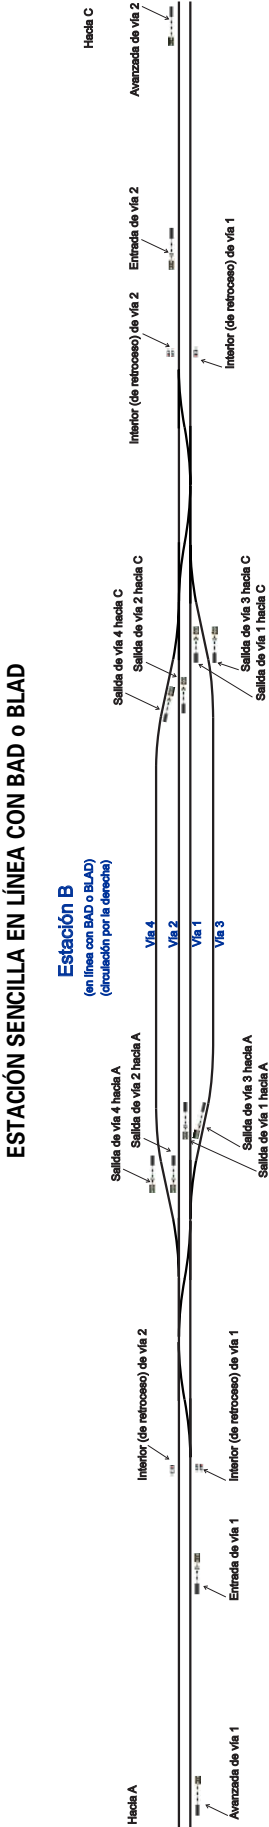 ESTACIÓN SENCILLA EN LÍNEA CON BAD o BLAD
Estación B
(en línea con BAD o BLAD)
(circulación por la derecha)
Hacia A
Hacia C
Avanzada de vía 1
Entrada de vía 1
Interior (de retroceso) de vía 2
Interior (de retroceso) de vía 1
Salida de vía 4 hacia A
Salida de vía 2 hacia A
Salida de vía 3 hacia A
Salida de vía 1 hacia A
Vía 4
Vía 2
Vía 1
Vía 3
Salida de vía 4 hacia C
Salida de vía 2 hacia C
Salida de vía 3 hacia C
Salida de vía 1 hacia C
Interior (de retroceso) de vía 2
Interior (de retroceso) de vía 1
Entrada de vía 2
Avanzada de vía 2